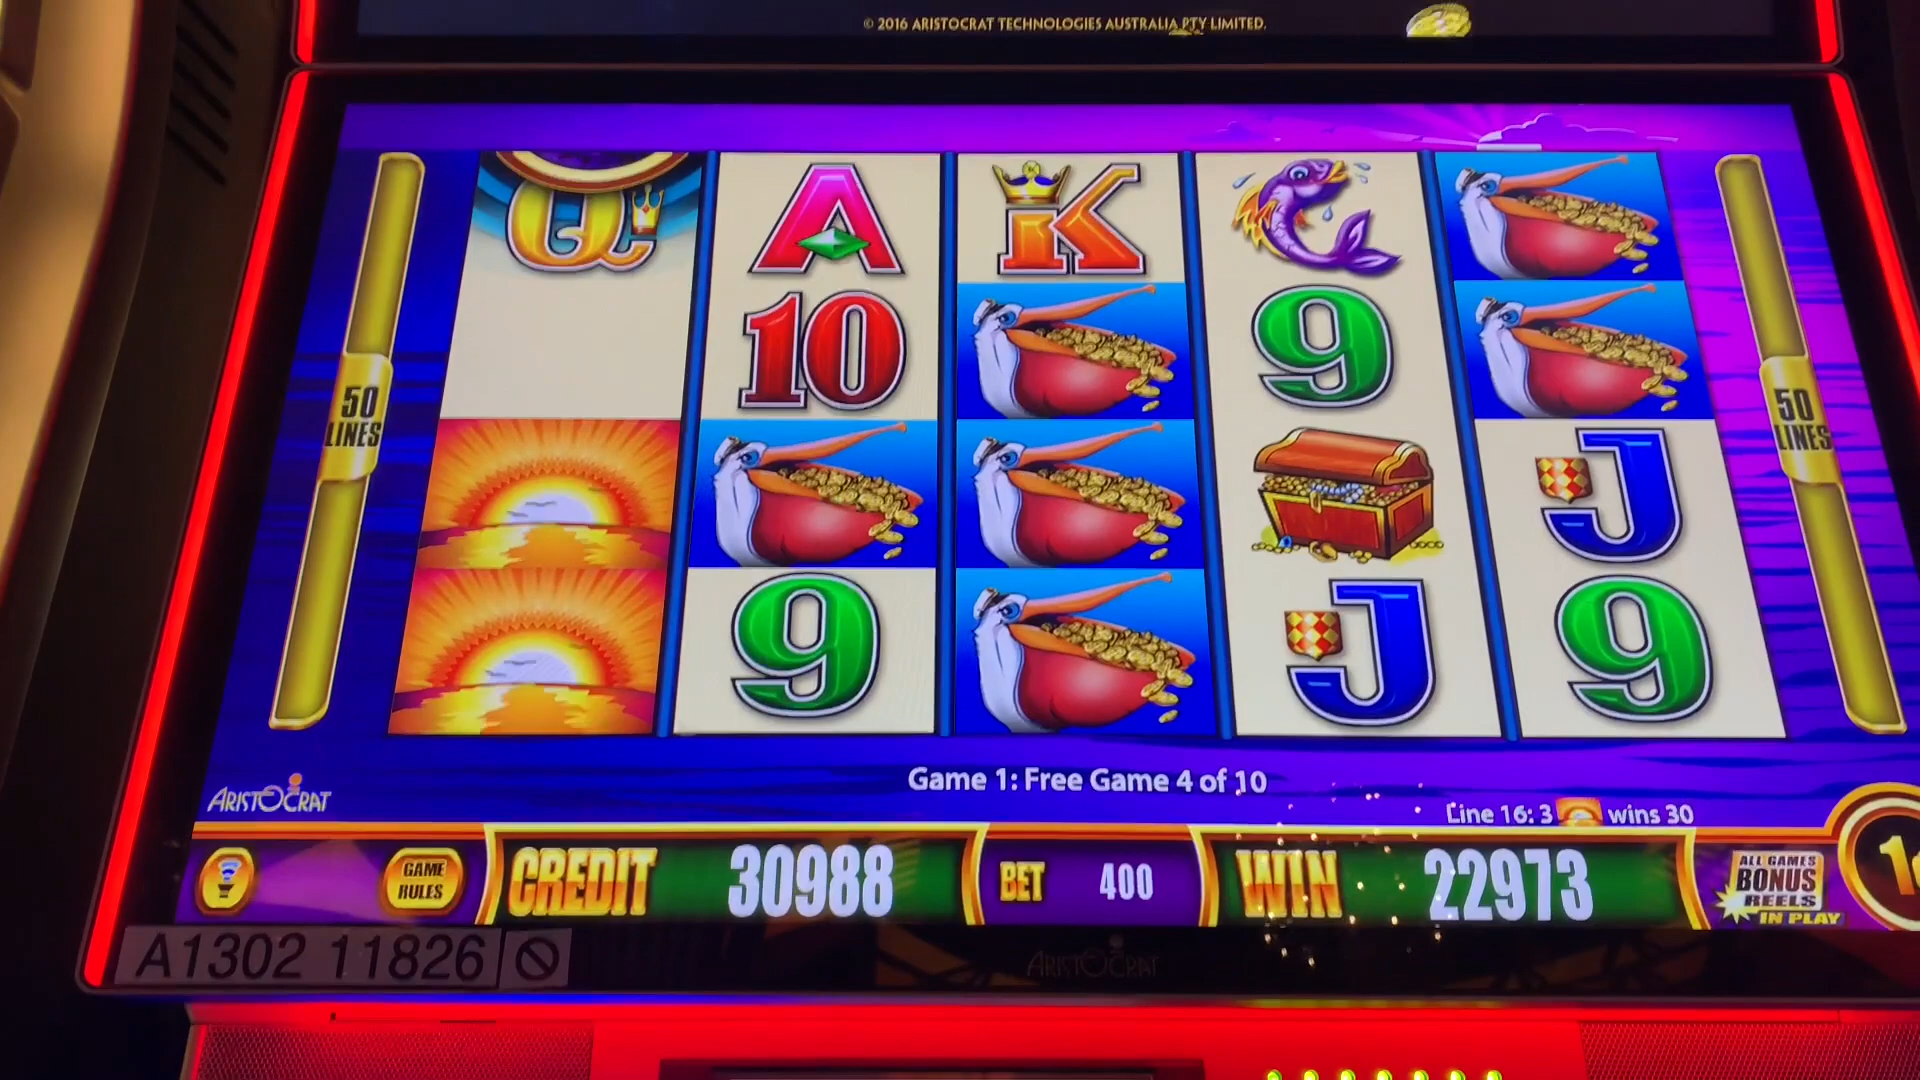 © 2016 ARISTOCRAT TECHNOLOGIES AUSTRALIA PTY LIMITED.
Q A K
10 9
50 LINES
50 LINES
J
9 J 9
Game 1: Free Game 4 of 10
ARISTOCRAT
Line 16: 3 wins 30
GAME RULES
CREDIT 30988
BET 400
WIN 22973
ALL GAMES
BONUS
REELS
IN PLAY
A1302 11826
ARISTOCRAT